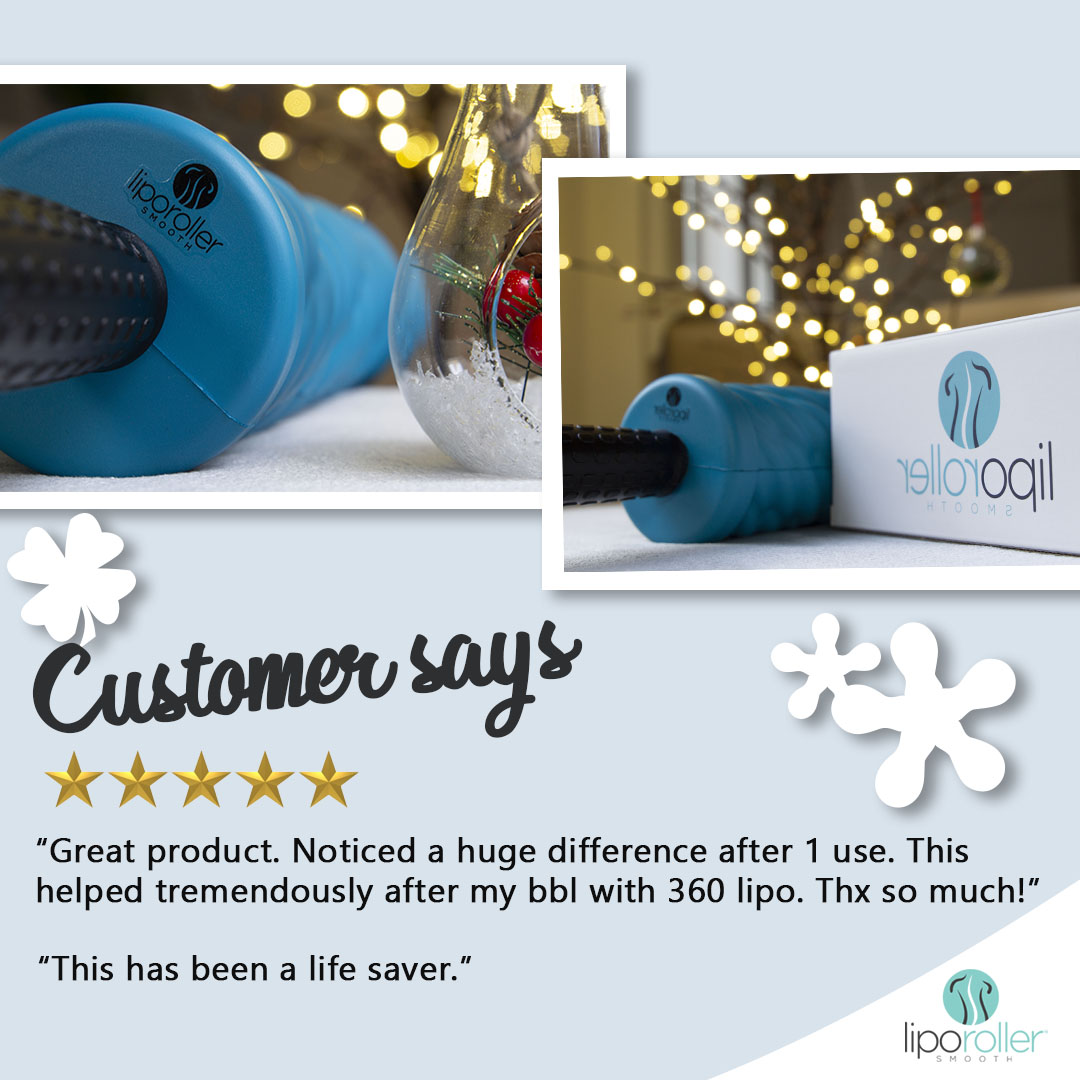 liporoller
SMOOTH
liporoller
liporoller
SMOOTH
Customer says
“Great product. Noticed a huge difference after 1 use. This
helped tremendously after my bbl with 360 lipo. Thx so much!”
“This has been a life saver.”
liporoller
SMOOTH